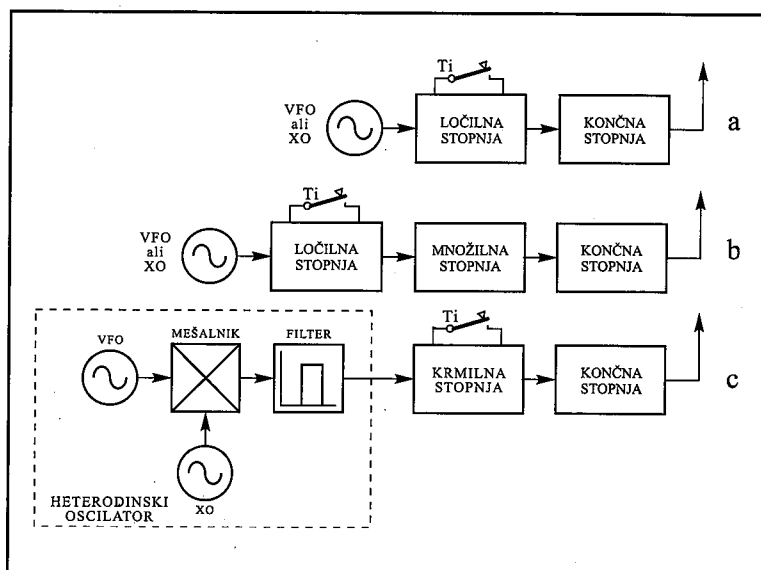 Ti
VFO
ali
XO
LOČILNA
STOPNJA
KONČNA
STOPNJA
a
Ti
VFO
ali
XO
LOČILNA
STOPNJA
MNOŽILNA
STOPNJA
KONČNA
STOPNJA
b
VFO
MEŠALNIK
FILTER
Ti
KRMILNA
STOPNJA
KONČNA
STOPNJA
c
HETERODINSKI
OSCILATOR
XO